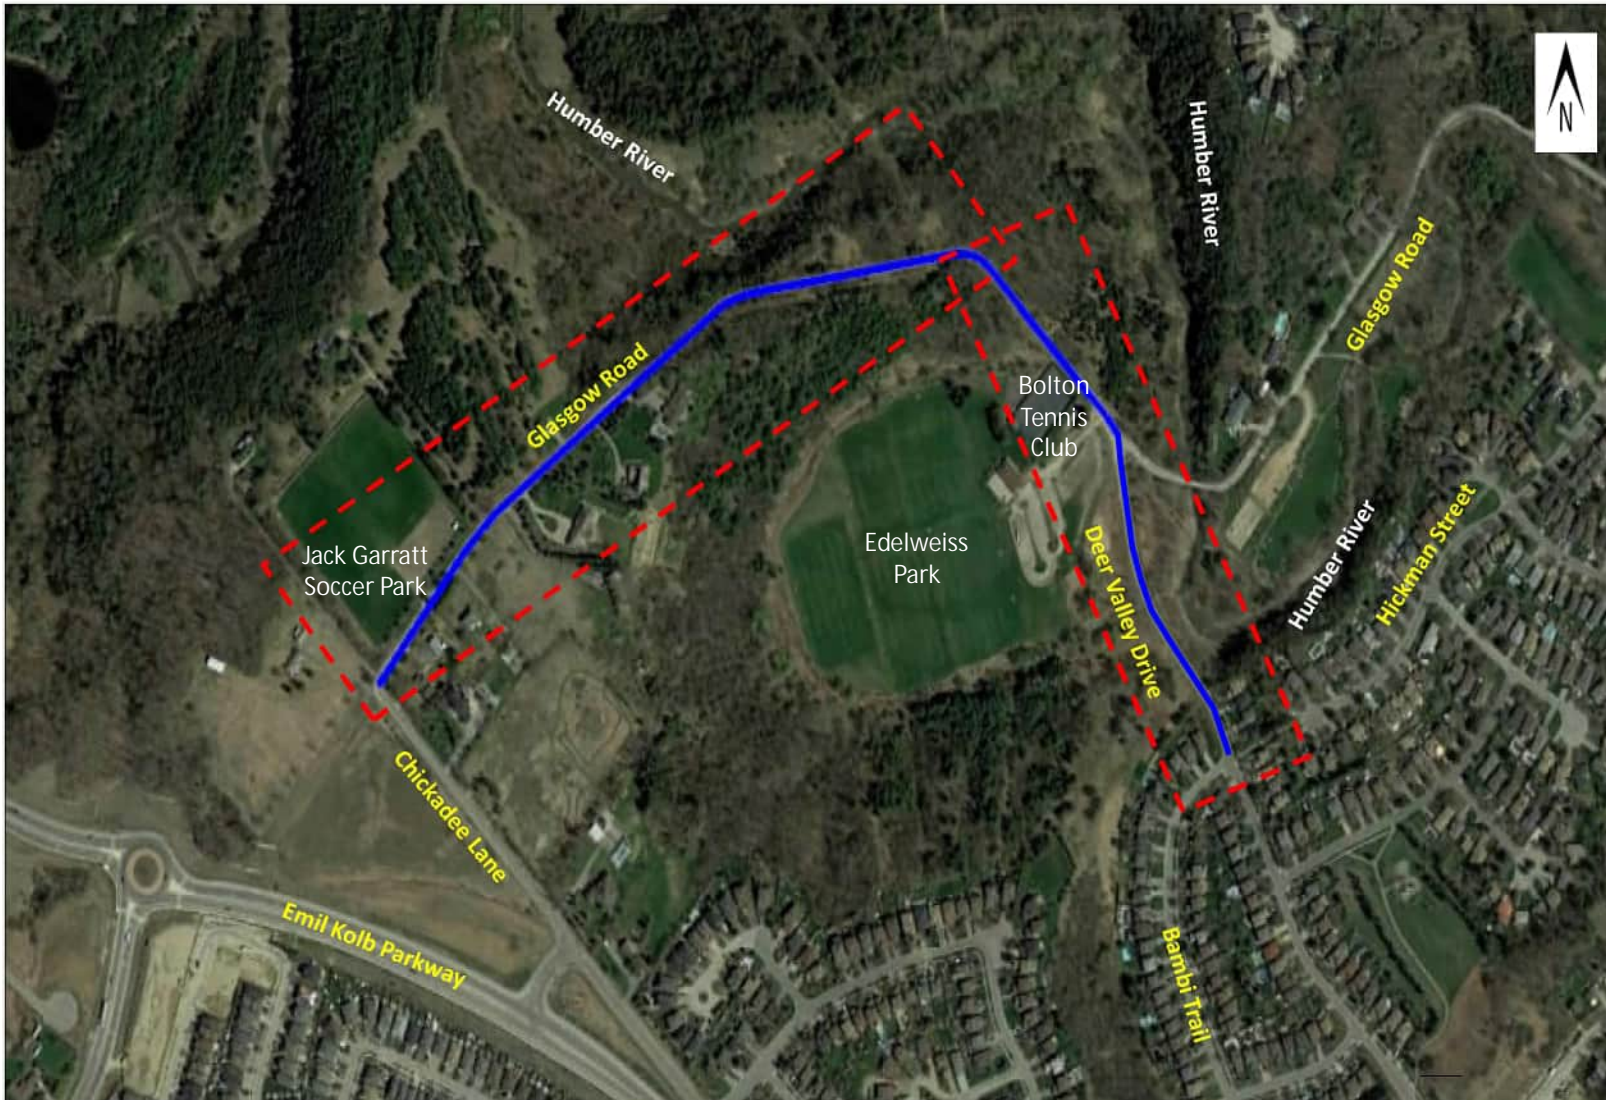 Humber River
Humber River
N
Glasgow Road
Glasgow Road
Bolton
Tennis
Club
Jack Garratt
Soccer Park
Edelweiss
Park
Deer Valley Drive
Humber River
Hickman Street
Chickadee Lane
Emil Kolb Parkway
Bambi Trail